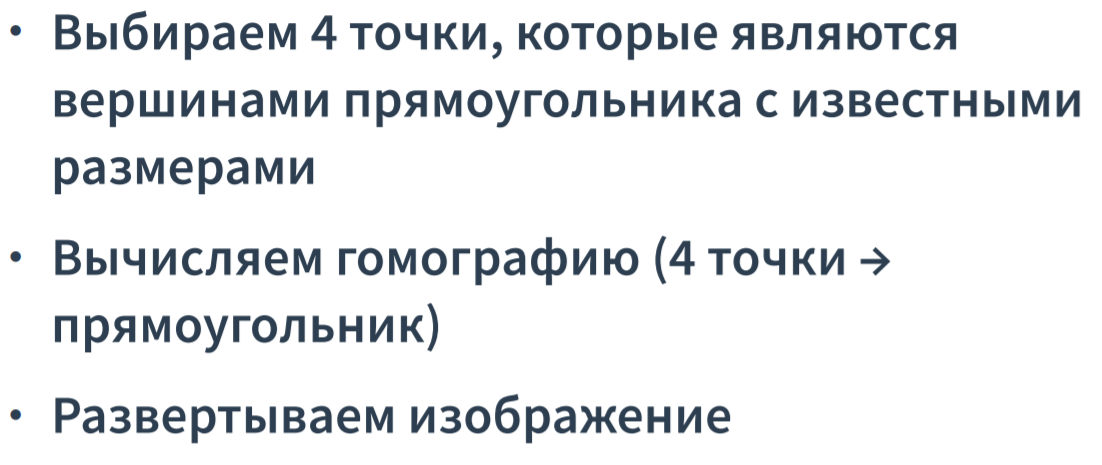 • Выбираем 4 точки, которые являются
вершинами прямоугольника с известными
размерами
• Вычисляем гомографию (4 точки →
прямоугольник)
• Развертываем изображение